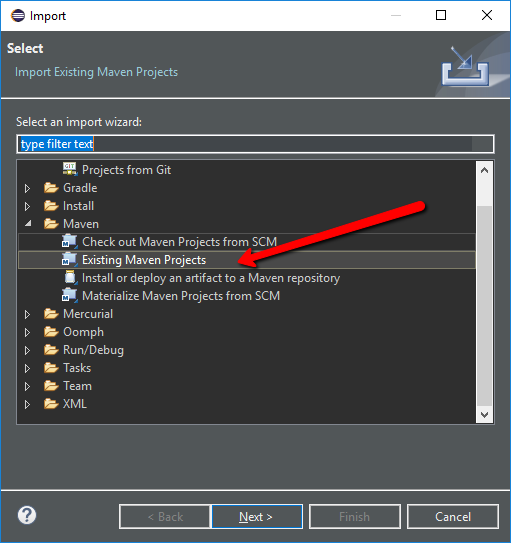 Import
Select
Import Existing Maven Projects
Select an import wizard:
type filter text
GIT
Projects from Git
Gradle
Install
Maven
Check out Maven Projects from SCM
Existing Maven Projects
Install or deploy an artifact to a Maven repository
Materialize Maven Projects from SCM
Mercurial
Oomph
Run/Debug
Tasks
Team
XML
?
< Back
Next >
Finish
Cancel